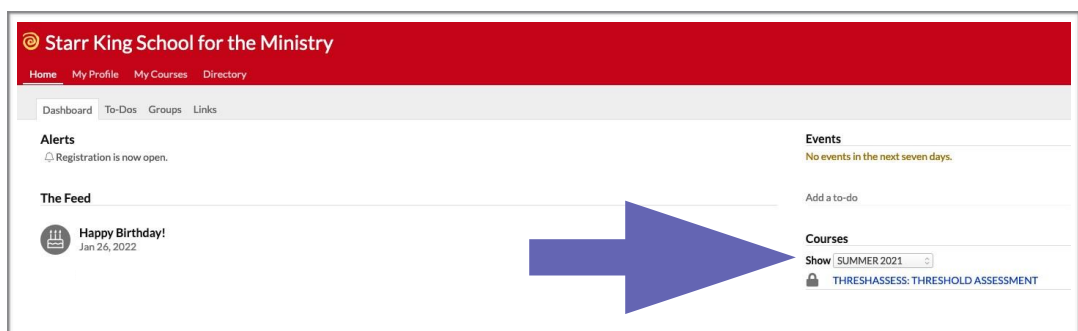 Starr King School for the Ministry
Home My Profile My Courses Directory
Dashboard To-Dos Groups Links
Alerts
Registration is now open.
The Feed
Happy Birthday!
Jan 26, 2022
Events
No events in the next seven days.
Add a to-do
Courses
Show SUMMER 2021
THRESHASSESS: THRESHOLD ASSESSMENT